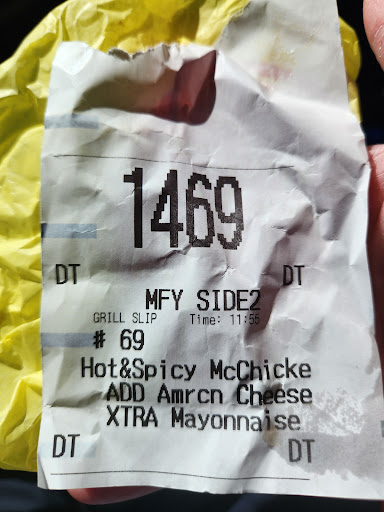 1469
DT DT
MFY SIDE2
GRILL SLIP Time: 11:55
# 69
Hot&Spicy McChicke
ADD Amrcn Cheese
XTRA Mayonnaise
DT DT